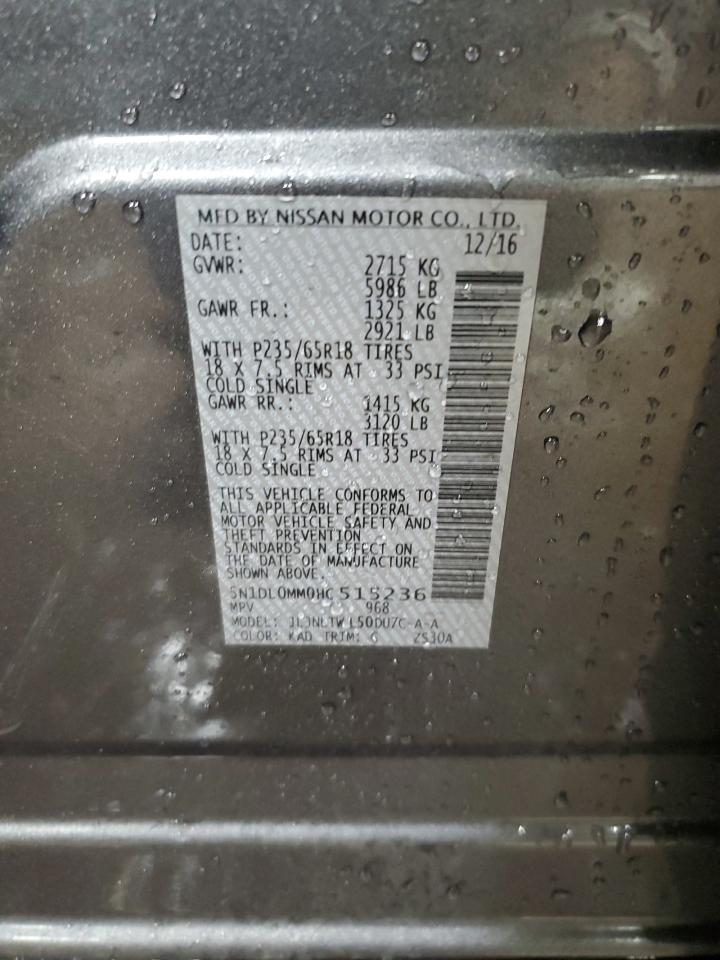 MFD BY NISSAN MOTOR CO., LTD.
DATE: 12/16
GVWR: 2715 KG
5986 LB
GAWR FR.: 1325 KG
2921 LB
WITH P235/65R18 TIRES
18 X 7.5 RIMS AT 33 PSI
COLD SINGLE
GAWR RR.: 1415 KG
3120 LB
WITH P235/65R18 TIRES
18 X 7.5 RIMS AT 33 PSI
COLD SINGLE
THIS VEHICLE CONFORMS TO
ALL APPLICABLE FEDERAL
MOTOR VEHICLE SAFETY AND
THEFT PREVENTION
STANDARDS IN EFFECT ON
THE DATE OF MANUFACTURE
SHOWN ABOVE.
5N1DL0MM0HC515236
MPV 968
MODEL:
COLOR: KAD TRIM: G